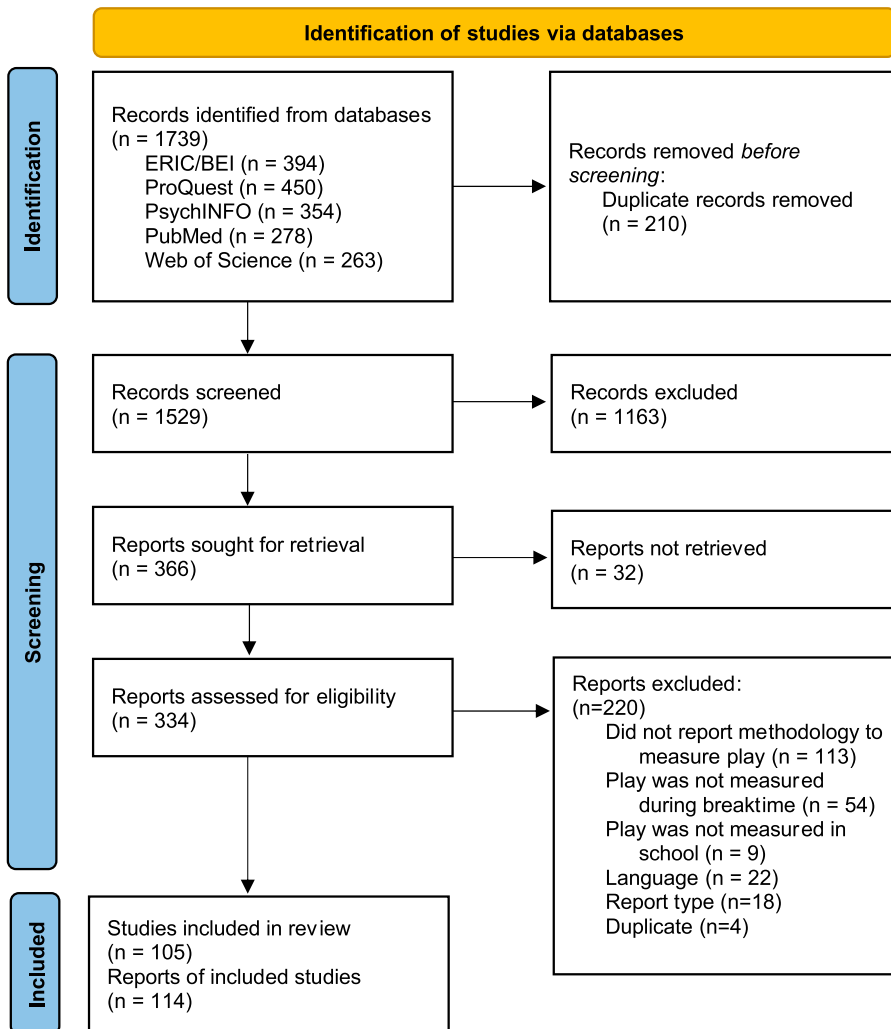 Identification of studies via databases
Identification
Records identified from databases
(n = 1739)
ERIC/BEI (n = 394)
ProQuest (n = 450)
PsychINFO (n = 354)
PubMed (n = 278)
Web of Science (n = 263)
Records removed before
screening:
Duplicate records removed
(n = 210)
Screening
Records screened
(n = 1529)
Records excluded
(n = 1163)
Reports sought for retrieval
(n = 366)
Reports not retrieved
(n = 32)
Reports assessed for eligibility
(n = 334)
Reports excluded:
(n=220)
Did not report methodology to
measure play (n = 113)
Play was not measured
during breaktime (n = 54)
Play was not measured in
school (n = 9)
Language (n = 22)
Report type (n=18)
Duplicate (n=4)
Included
Studies included in review
(n = 105)
Reports of included studies
(n = 114)